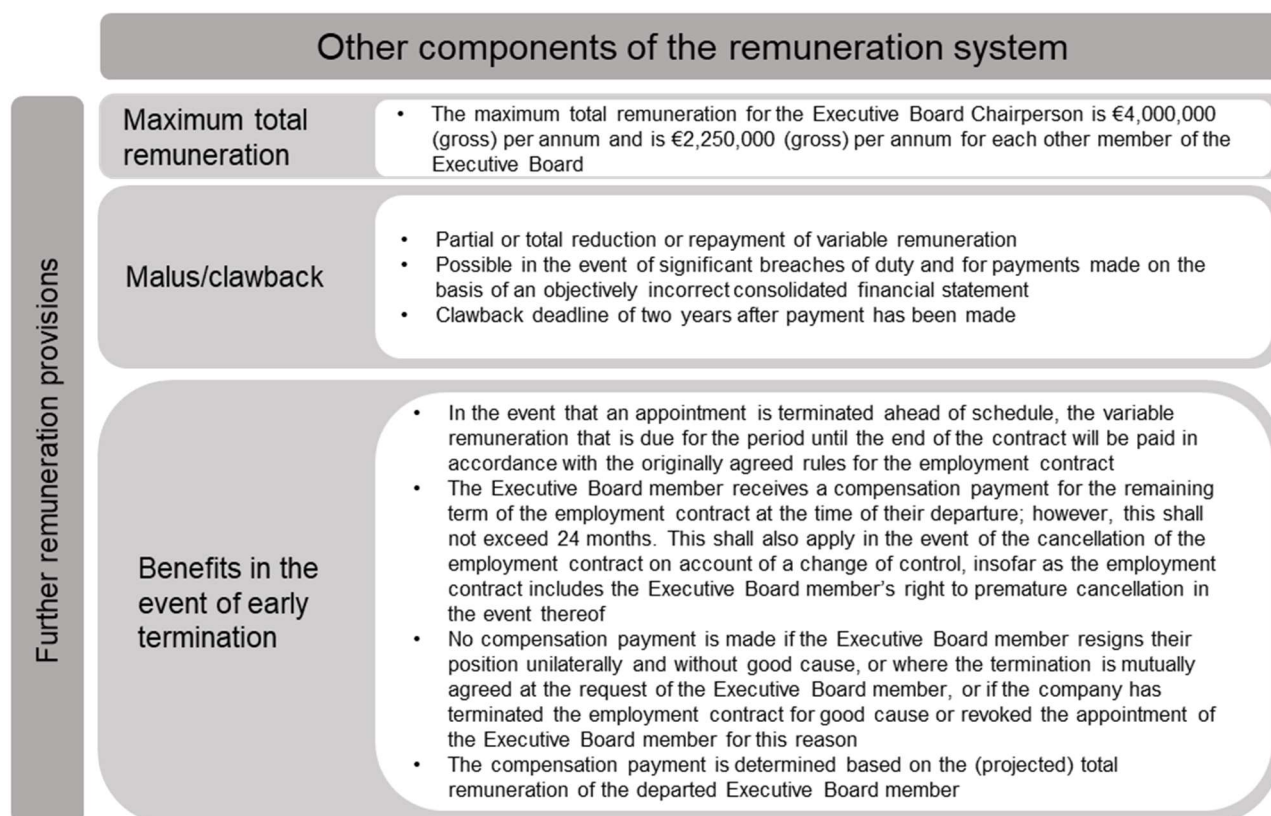 Other components of the remuneration system
Further remuneration provisions
Maximum total
remuneration
• The maximum total remuneration for the Executive Board Chairperson is €4,000,000
(gross) per annum and is €2,250,000 (gross) per annum for each other member of the
Executive Board
Malus/clawback
• Partial or total reduction or repayment of variable remuneration
• Possible in the event of significant breaches of duty and for payments made on the
basis of an objectively incorrect consolidated financial statement
• Clawback deadline of two years after payment has been made
Benefits in the
event of early
termination
• In the event that an appointment is terminated ahead of schedule, the variable
remuneration that is due for the period until the end of the contract will be paid in
accordance with the originally agreed rules for the employment contract
• The Executive Board member receives a compensation payment for the remaining
term of the employment contract at the time of their departure; however, this shall
not exceed 24 months. This shall also apply in the event of the cancellation of the
employment contract on account of a change of control, insofar as the employment
contract includes the Executive Board member's right to premature cancellation in
the event thereof
• No compensation payment is made if the Executive Board member resigns their
position unilaterally and without good cause, or where the termination is mutually
agreed at the request of the Executive Board member, or if the company has
terminated the employment contract for good cause or revoked the appointment of
the Executive Board member for this reason
• The compensation payment is determined based on the (projected) total
remuneration of the departed Executive Board member